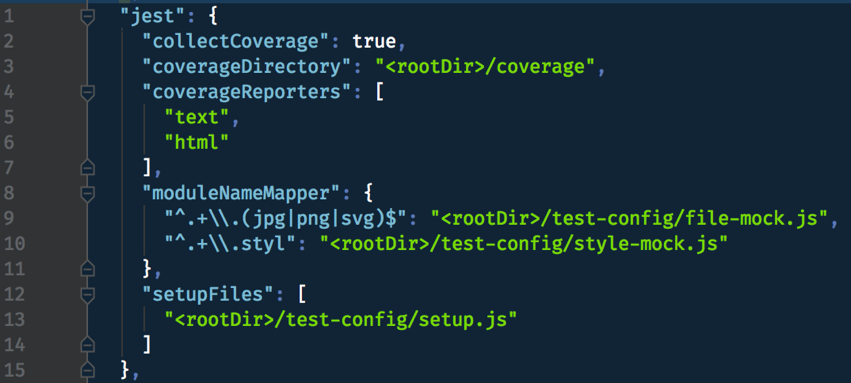 1 "jest": {
2 "collectCoverage": true,
3 "coverageDirectory": "<rootDir>/coverage",
4 "coverageReporters": [
5 "text",
6 "html"
7 ],
8 "moduleNameMapper": {
9 "^.+\\.(jpg|png|svg)$": "<rootDir>/test-config/file-mock.js",
10 "^.+\\.styl": "<rootDir>/test-config/style-mock.js"
11 },
12 "setupFiles": [
13 "<rootDir>/test-config/setup.js"
14 ]
15 },